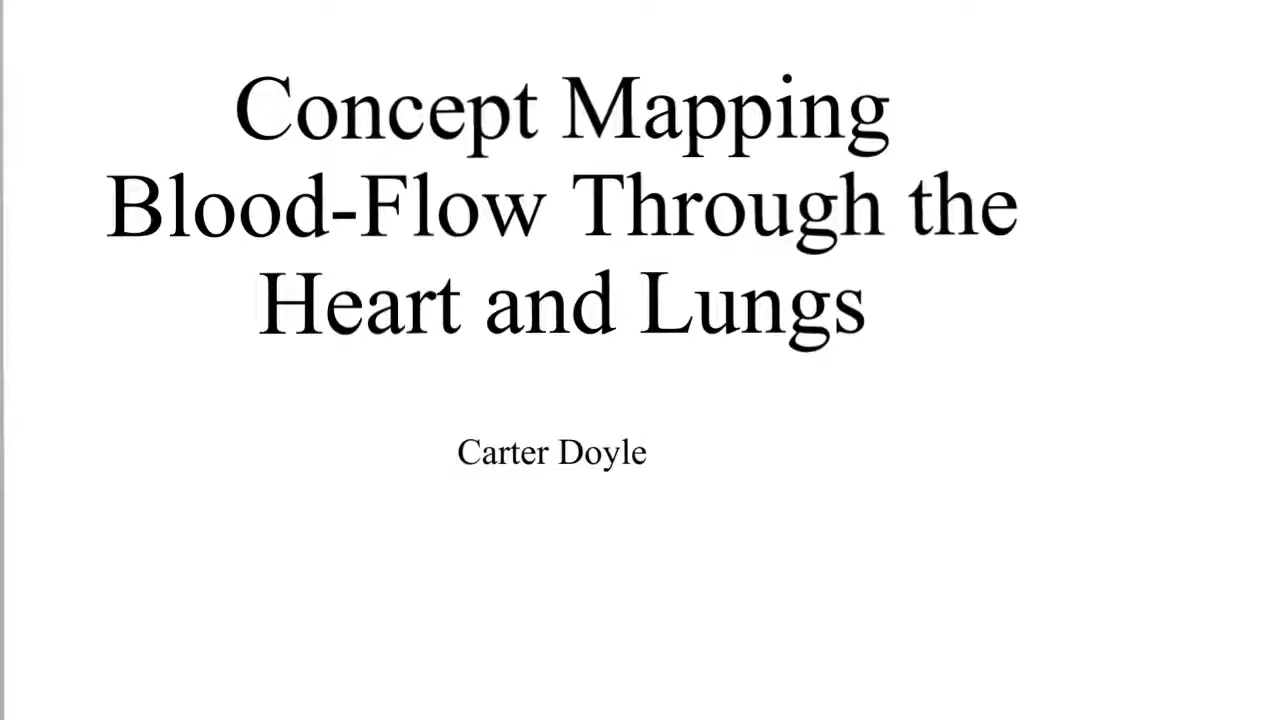 Concept Mapping
Blood-Flow Through the
Heart and Lungs
Carter Doyle